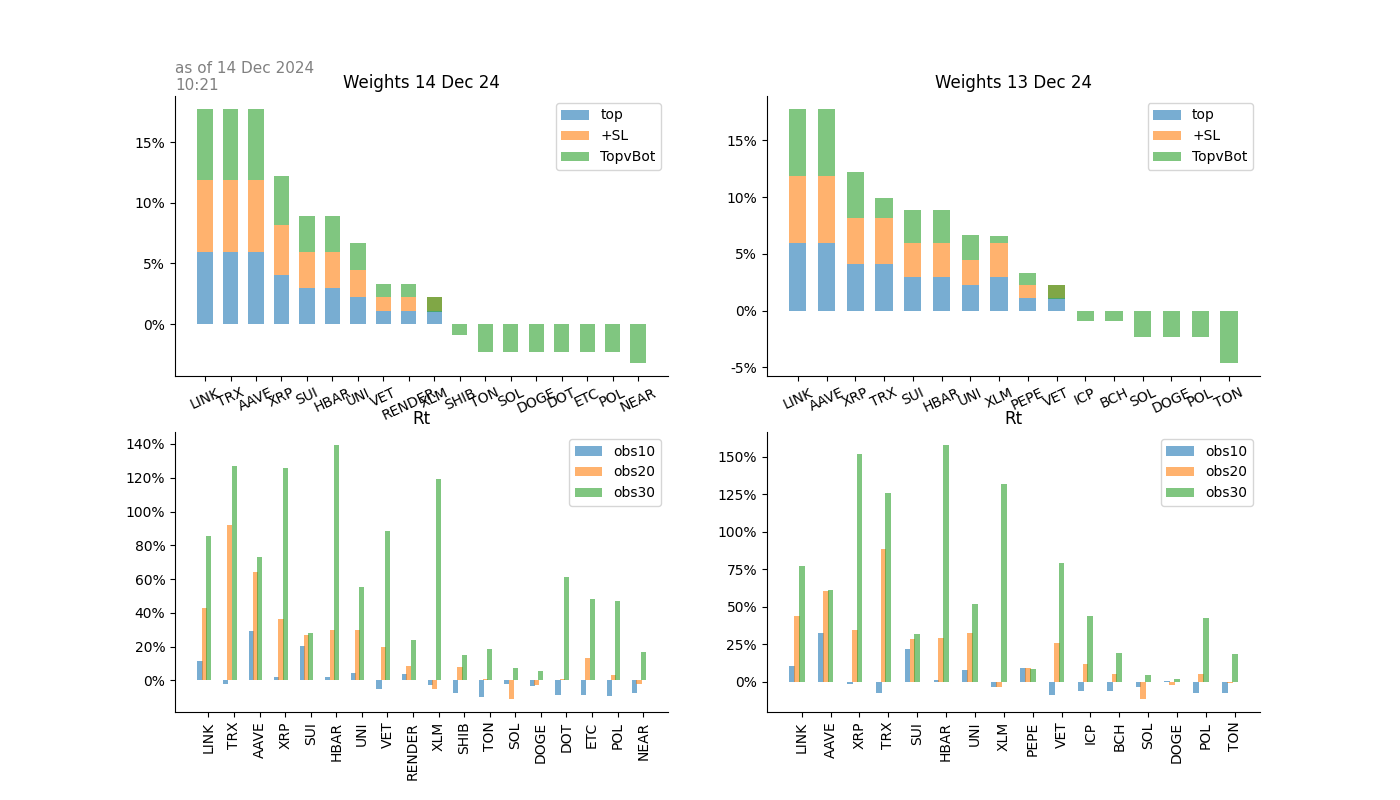 as of 14 Dec 2024
10:21
Weights 14 Dec 24
top
+SL
TopvBot
15%
10%
5%
0%
LINK TRX AAVE XRP SUI HBAR UNI VET RENDER XLM SHIB TON SOL DOGE DOT ETC POL NEAR
Weights 13 Dec 24
top
+SL
TopvBot
15%
10%
5%
0%
-5%
LINK AAVE XRP TRX SUI HBAR UNI XLM PEPE VET ICP BCH SOL DOGE POL TON
Rt
obs10
obs20
obs30
140%
120%
100%
80%
60%
40%
20%
0%
LINK TRX AAVE XRP SUI HBAR UNI VET RENDER XLM SHIB TON SOL DOGE DOT ETC POL NEAR
Rt
obs10
obs20
obs30
150%
125%
100%
75%
50%
25%
0%
LINK AAVE XRP TRX SUI HBAR UNI XLM PEPE VET ICP BCH SOL DOGE POL TON